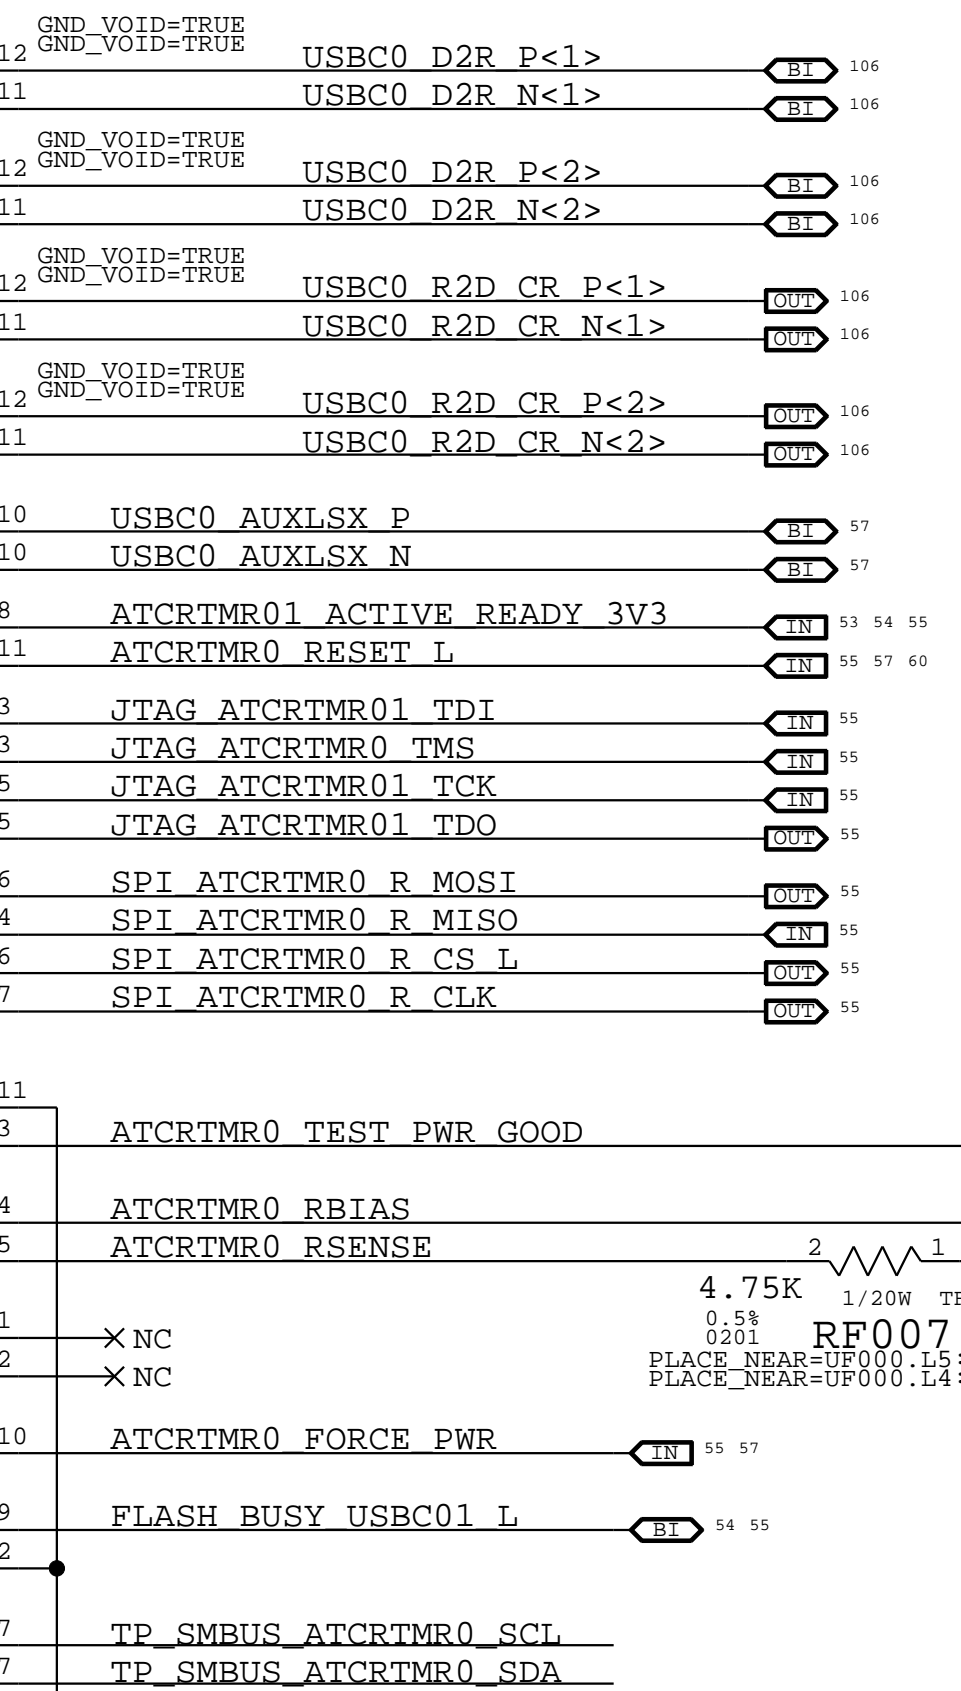 GND_VOID=TRUE
GND_VOID=TRUE
12 USBC0_D2R_P<1> BI 106
11 USBC0_D2R_N<1> BI 106
GND_VOID=TRUE
GND_VOID=TRUE
12 USBC0_D2R_P<2> BI 106
11 USBC0_D2R_N<2> BI 106
GND_VOID=TRUE
GND_VOID=TRUE
12 USBC0_R2D_CR_P<1> OUT 106
11 USBC0_R2D_CR_N<1> OUT 106
GND_VOID=TRUE
GND_VOID=TRUE
12 USBC0_R2D_CR_P<2> OUT 106
11 USBC0_R2D_CR_N<2> OUT 106
10 USBC0_AUXLSX_P BI 57
10 USBC0_AUXLSX_N BI 57
8 ATCRTMR01_ACTIVE_READY_3V3 IN 53 54 55
11 ATCRTMR0_RESET_L IN 55 57 60
3 JTAG_ATCRTMR01_TDI IN 55
3 JTAG_ATCRTMR0_TMS IN 55
5 JTAG_ATCRTMR01_TCK IN 55
5 JTAG_ATCRTMR01_TDO OUT 55
6 SPI_ATCRTMR0_R_MOSI OUT 55
4 SPI_ATCRTMR0_R_MISO IN 55
6 SPI_ATCRTMR0_R_CS_L OUT 55
7 SPI_ATCRTMR0_R_CLK OUT 55
11
3 ATCRTMR0_TEST_PWR_GOOD
4 ATCRTMR0_RBIAS
5 ATCRTMR0_RSENSE 2 1
4.75K 1/20W
0.5%
0201 RF007
PLACE_NEAR=UF000.L5:
PLACE_NEAR=UF000.L4:
1 NC
2 NC
10 ATCRTMR0_FORCE_PWR IN 55 57
9 FLASH_BUSY_USBC01_L BI 54 55
2
7 TP_SMBUS_ATCRTMR0_SCL
7 TP_SMBUS_ATCRTMR0_SDA